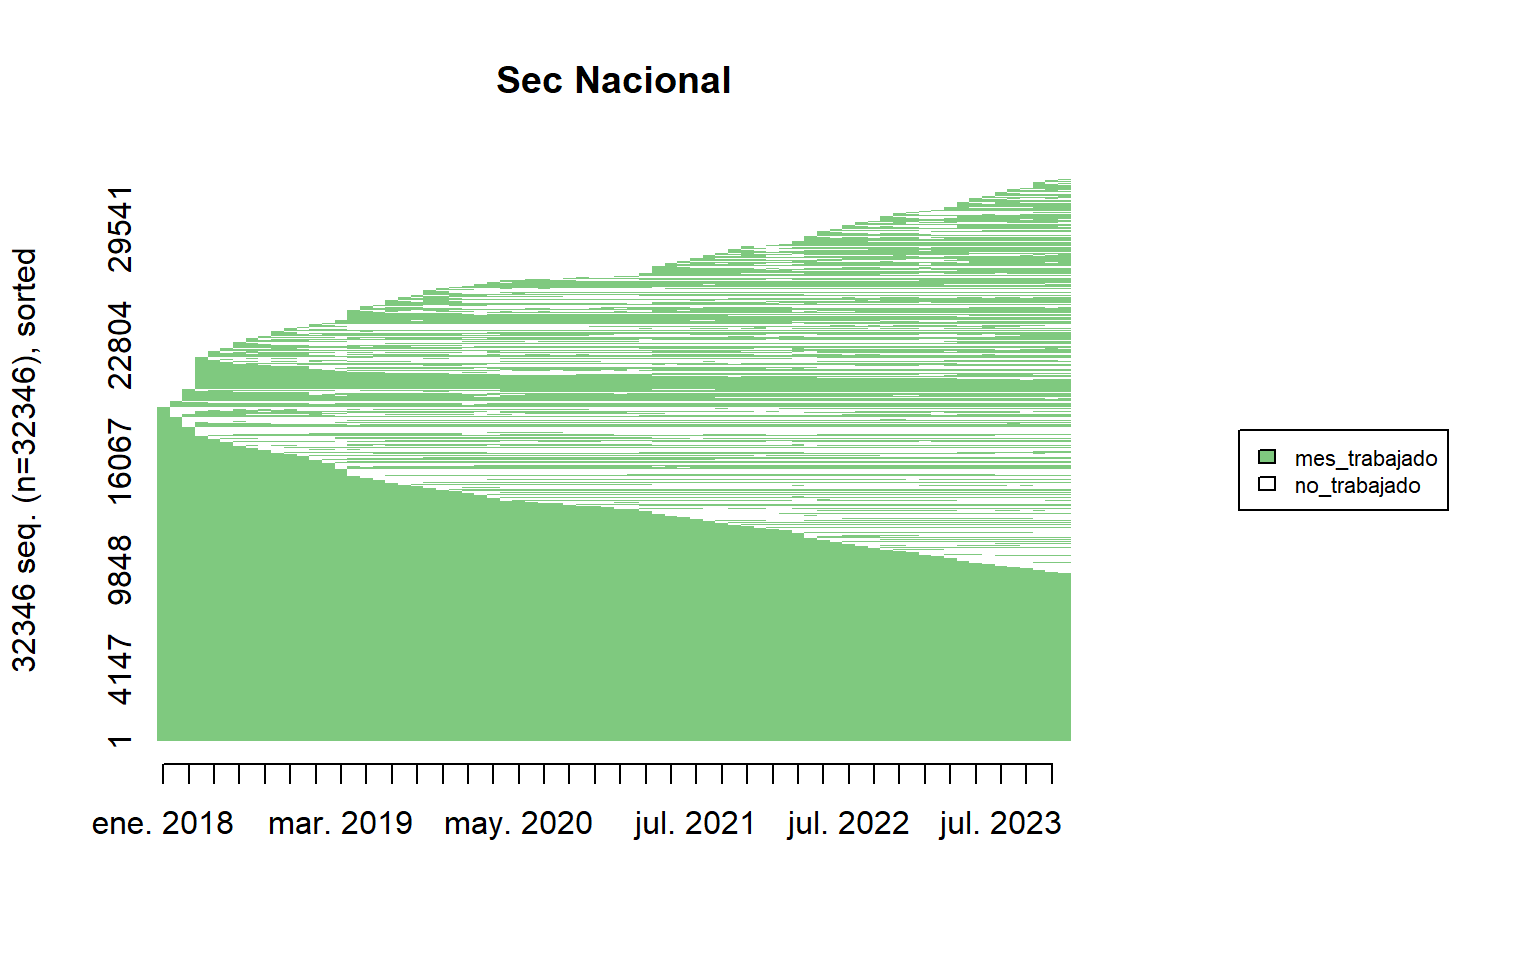 Sec Nacional
32346 seq. (n=32346), sorted
29541
22804
16067
9848
4147
1
ene. 2018 mar. 2019 may. 2020 jul. 2021 jul. 2022 jul. 2023
mes_trabajado
no_trabajado